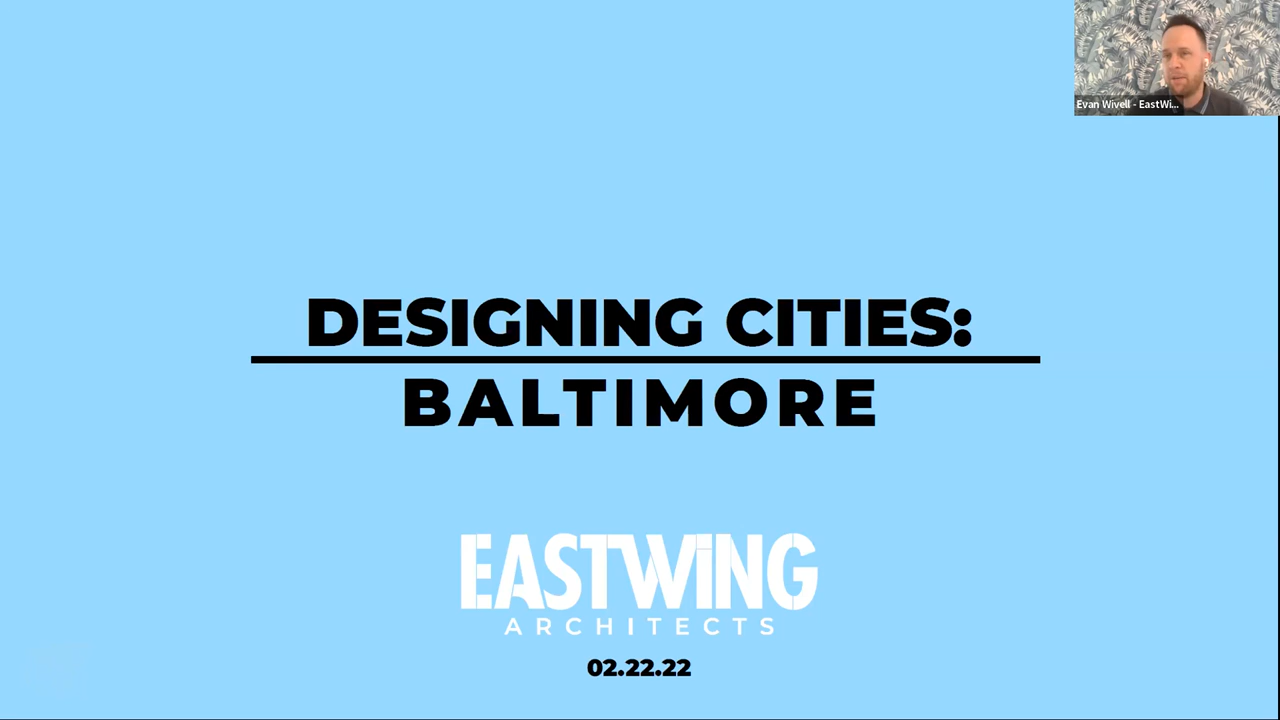 Evan Wivell - EastWi...
DESIGNING CITIES:
BALTIMORE
EASTWING
ARCHITECTS
02.22.22